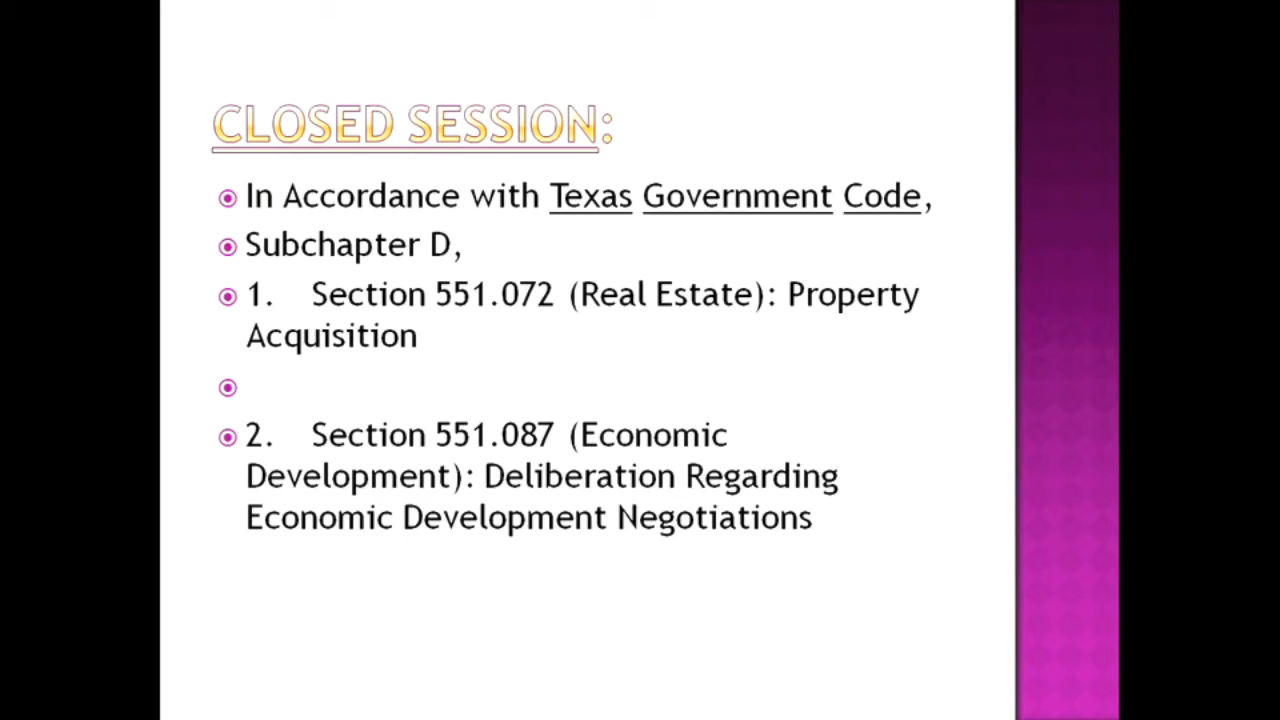 CLOSED SESSION:
In Accordance with Texas Government Code,
Subchapter D,
1. Section 551.072 (Real Estate): Property
Acquisition
2. Section 551.087 (Economic
Development): Deliberation Regarding
Economic Development Negotiations